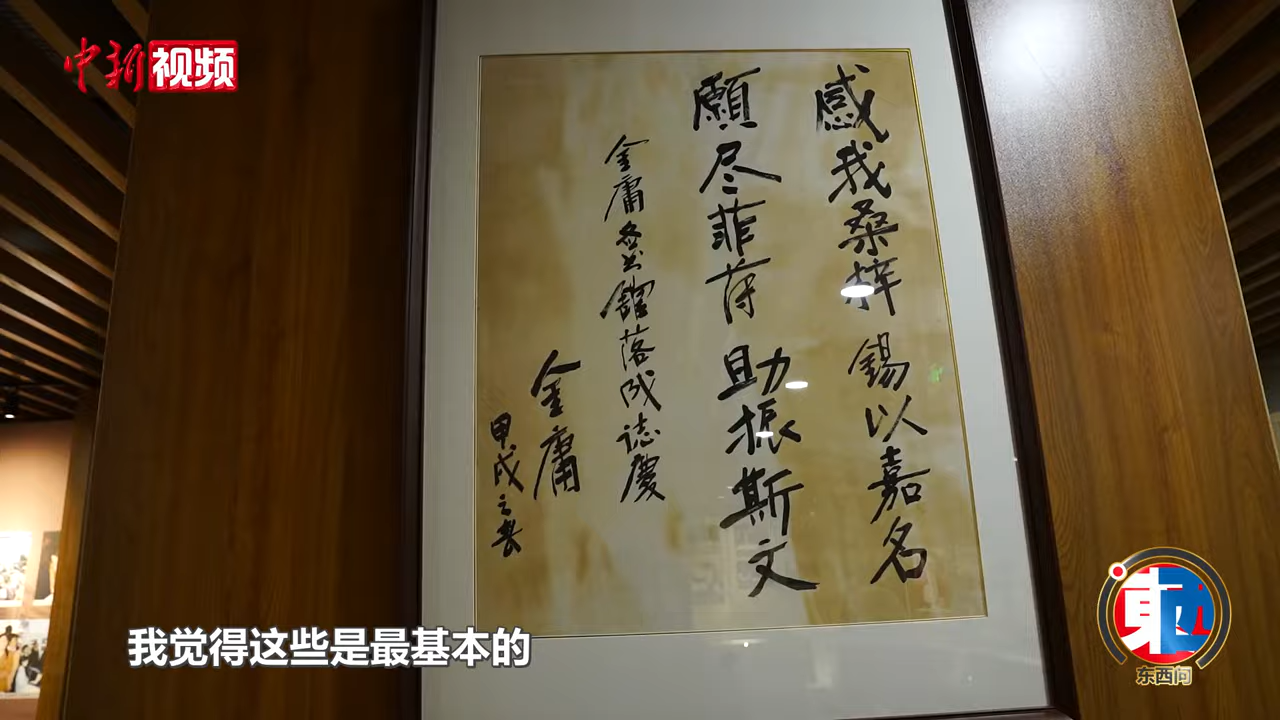 中新视频
感我桑梓 锡以嘉名
願尽菲薄 助振斯文
金庸圖書館落成誌慶
金庸
甲戌之春
我觉得这些是最基本的
东西问